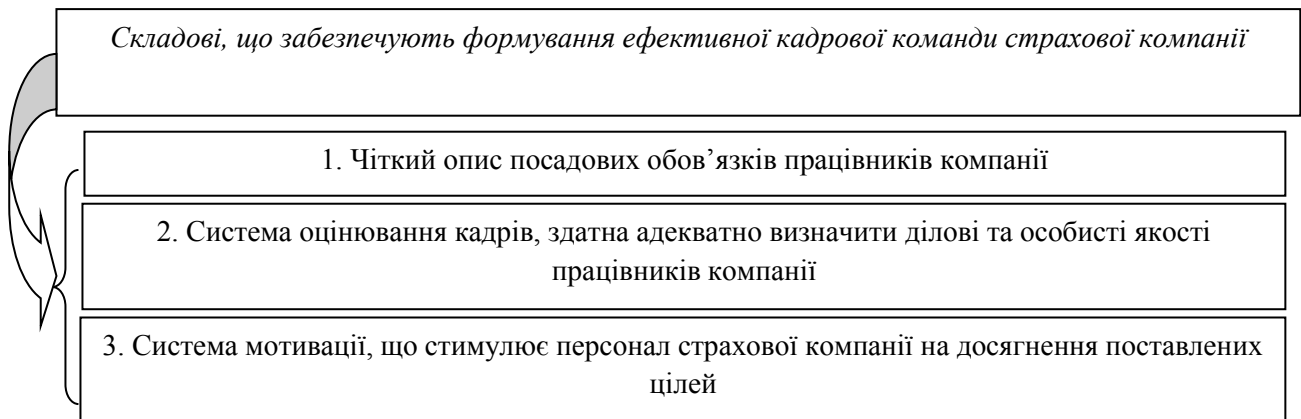 Складові, що забезпечують формування ефективної кадрової команди страхової компанії
1. Чіткий опис посадових обов’язків працівників компанії
2. Система оцінювання кадрів, здатна адекватно визначити ділові та особисті якості
працівників компанії
3. Система мотивації, що стимулює персонал страхової компанії на досягнення поставлених
цілей